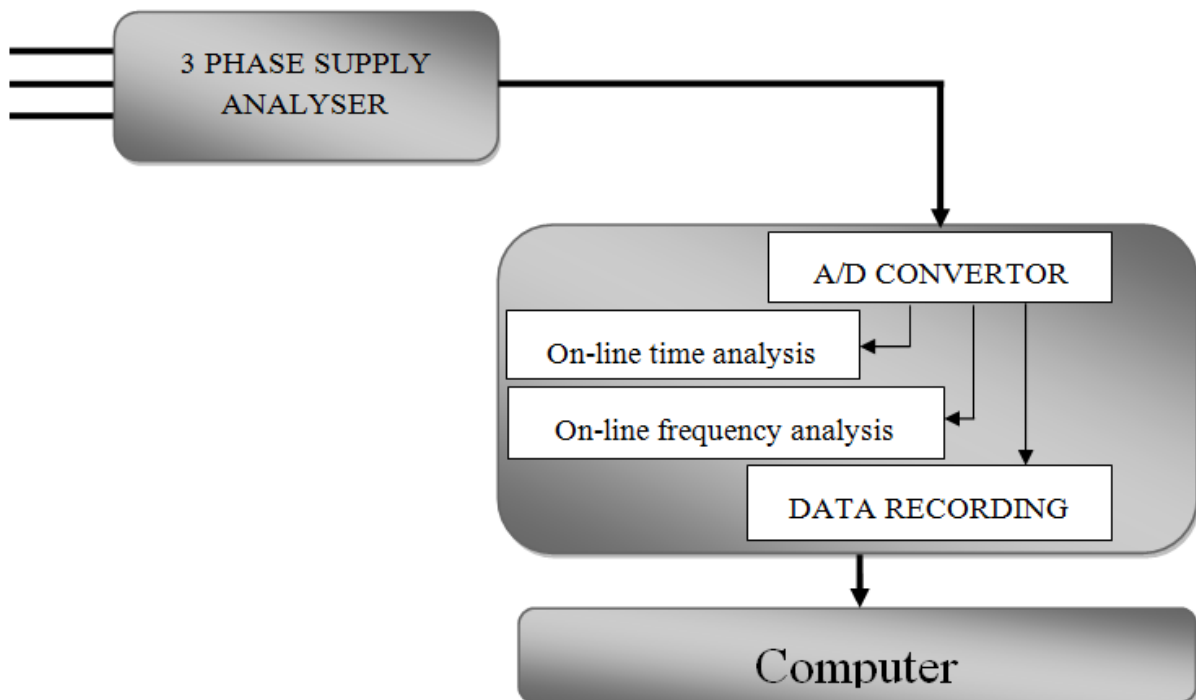 3 PHASE SUPPLY
ANALYSER
A/D CONVERTOR
On-line time analysis
On-line frequency analysis
DATA RECORDING
Computer